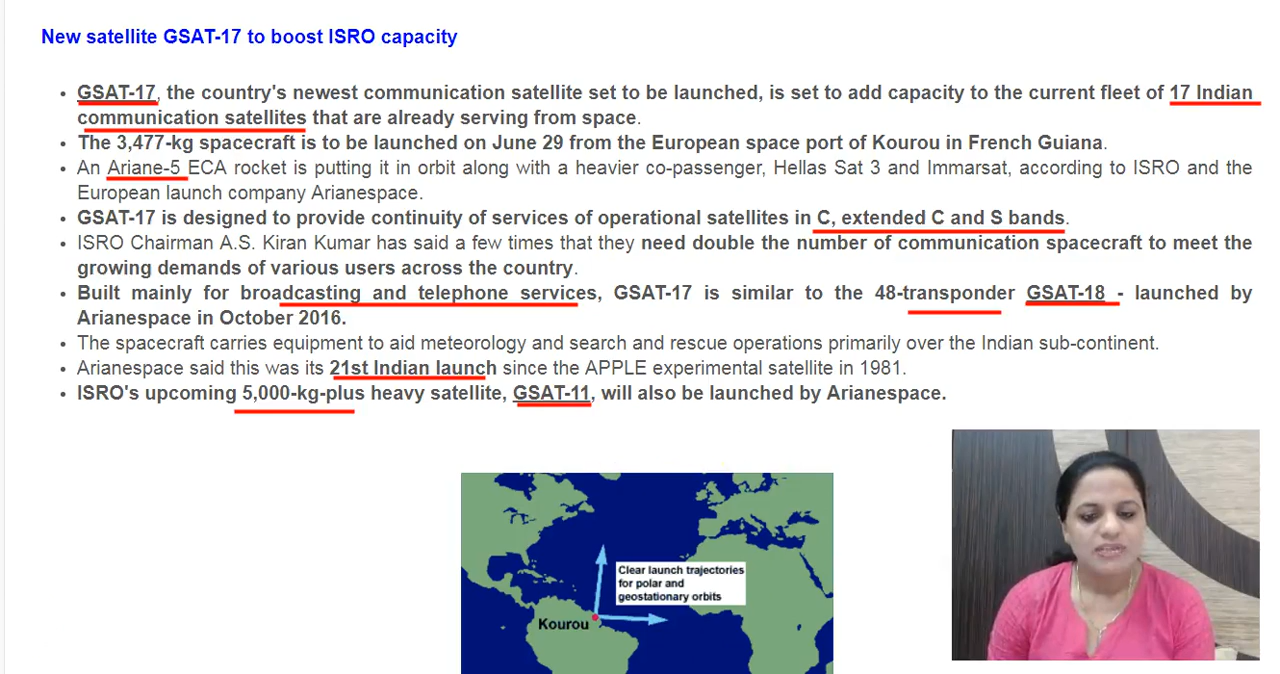 New satellite GSAT-17 to boost ISRO capacity
• GSAT-17, the country's newest communication satellite set to be launched, is set to add capacity to the current fleet of 17 Indian
communication satellites that are already serving from space.
• The 3,477-kg spacecraft is to be launched on June 29 from the European space port of Kourou in French Guiana.
• An Ariane-5 ECA rocket is putting it in orbit along with a heavier co-passenger, Hellas Sat 3 and Immarsat, according to ISRO and the
European launch company Arianespace.
• GSAT-17 is designed to provide continuity of services of operational satellites in C, extended C and S bands.
• ISRO Chairman A.S. Kiran Kumar has said a few times that they need double the number of communication spacecraft to meet the
growing demands of various users across the country.
• Built mainly for broadcasting and telephone services, GSAT-17 is similar to the 48-transponder GSAT-18 - launched by
Arianespace in October 2016.
• The spacecraft carries equipment to aid meteorology and search and rescue operations primarily over the Indian sub-continent.
• Arianespace said this was its 21st Indian launch since the APPLE experimental satellite in 1981.
• ISRO's upcoming 5,000-kg-plus heavy satellite, GSAT-11, will also be launched by Arianespace.
Clear launch trajectories
for polar and
geostationary orbits
Kourou